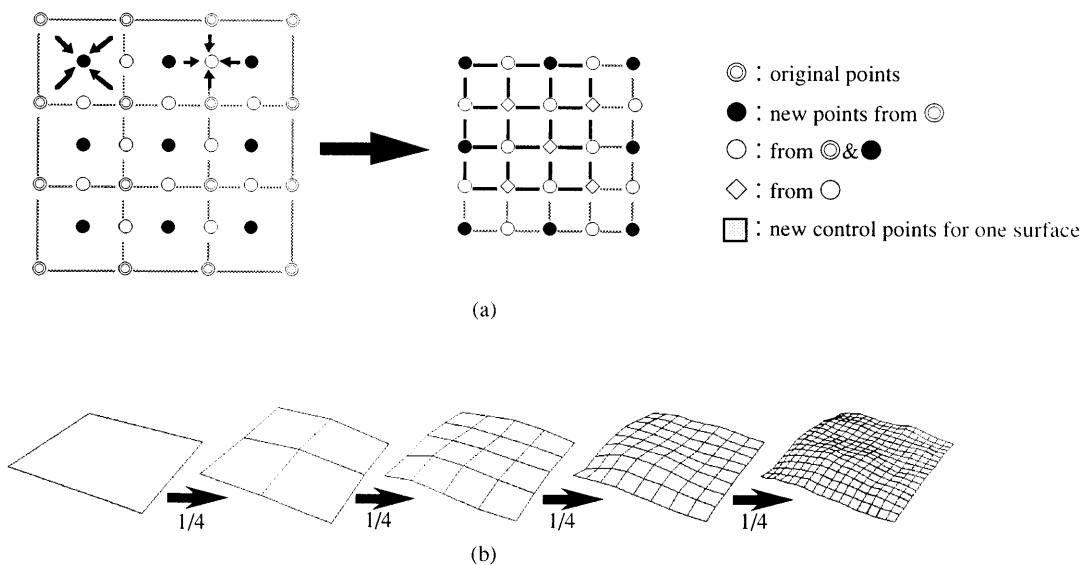 : original points
: new points from
: from & 
: from
: new control points for one surface
(a)
1/4
1/4
1/4
1/4
(b)